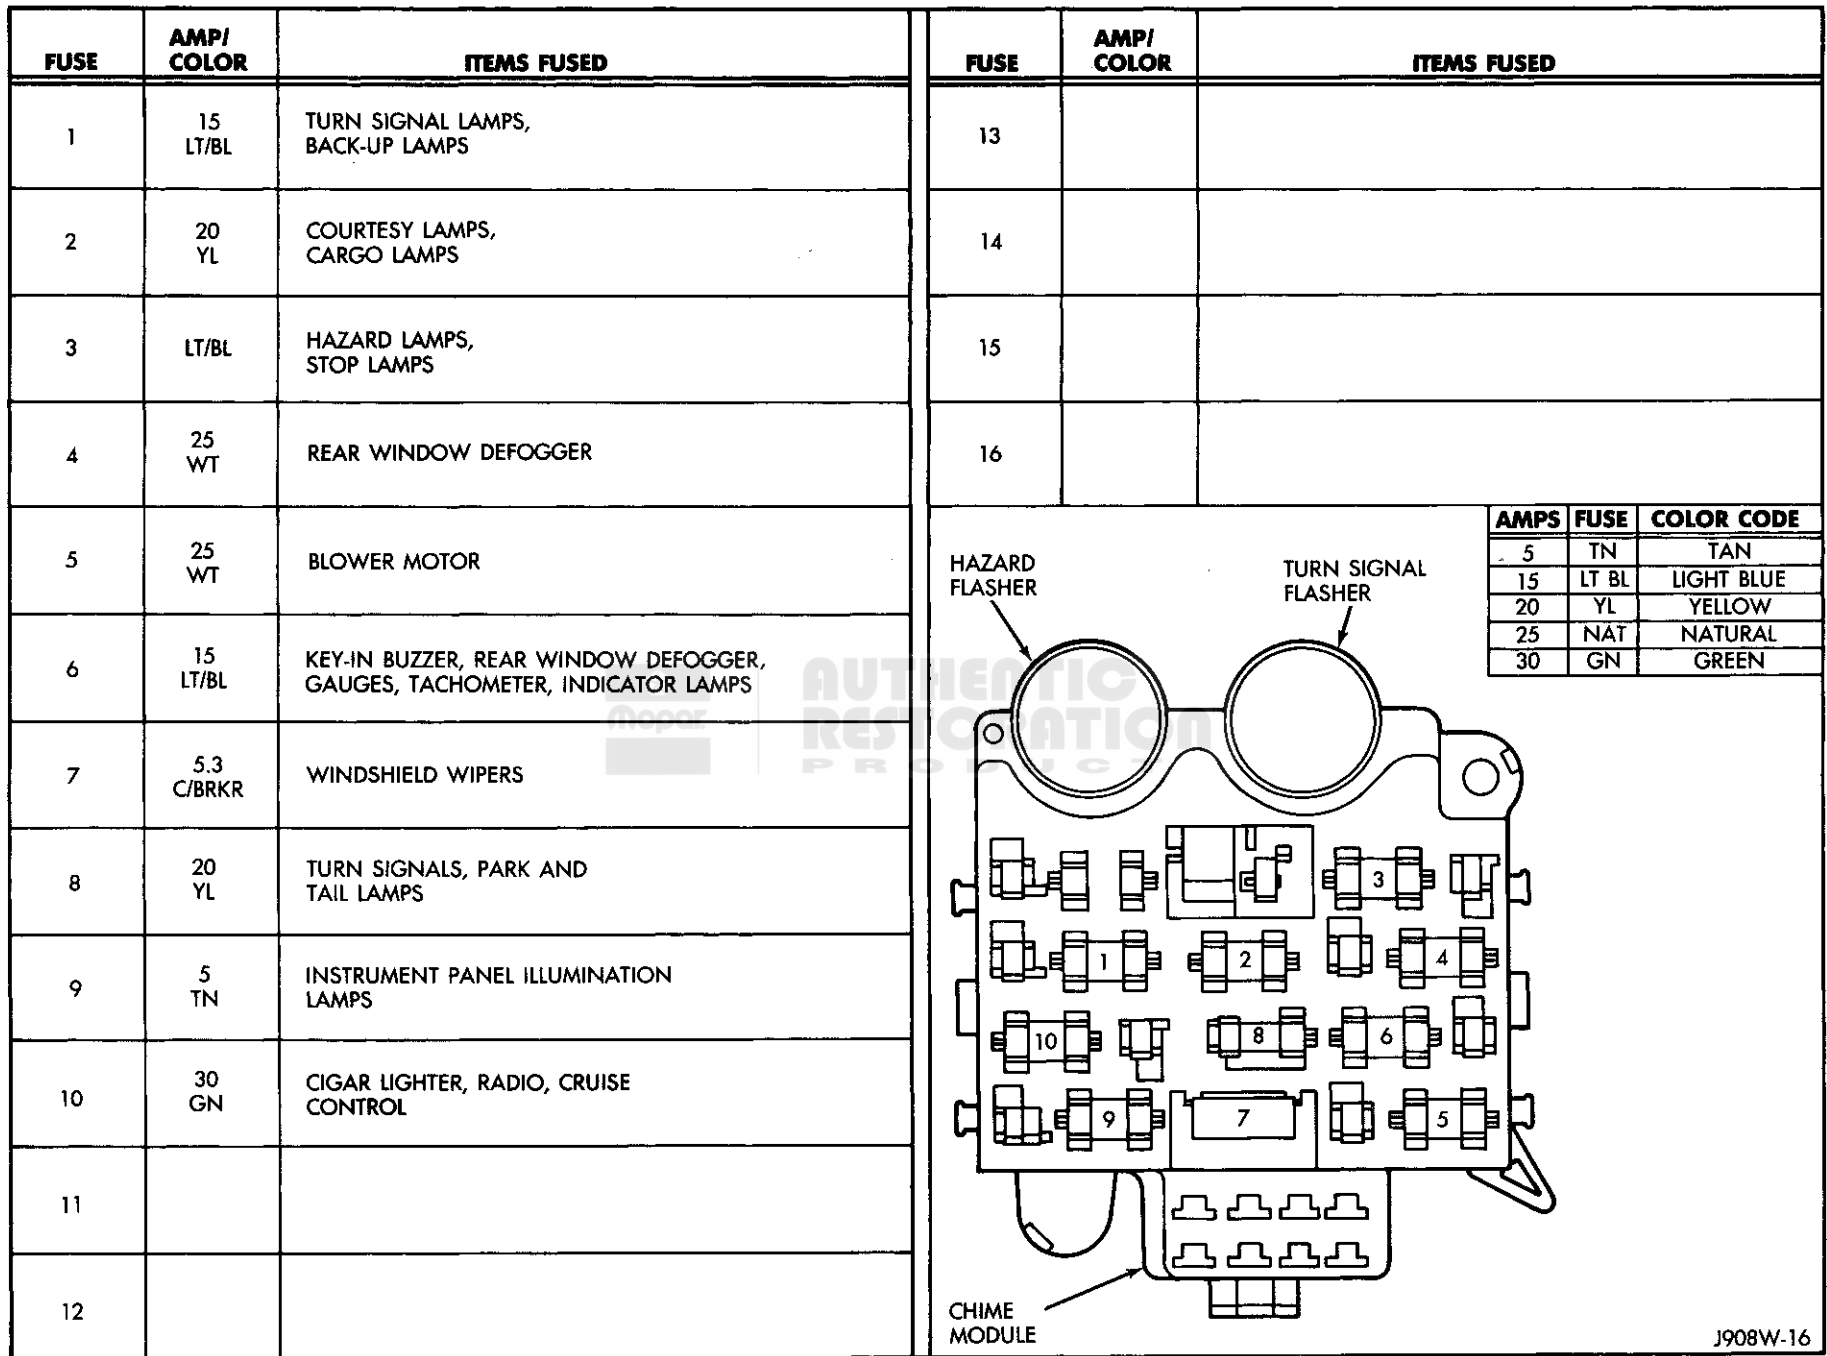 FUSE AMP/ COLOR ITEMS FUSED
1 15 LT/BL TURN SIGNAL LAMPS,
BACK-UP LAMPS
2 20 YL COURTESY LAMPS,
CARGO LAMPS
3 LT/BL HAZARD LAMPS,
STOP LAMPS
4 25 WT REAR WINDOW DEFOGGER
5 25 WT BLOWER MOTOR
6 15 LT/BL KEY-IN BUZZER, REAR WINDOW DEFOGGER,
GAUGES, TACHOMETER, INDICATOR LAMPS
7 5.3 C/BRKR WINDSHIELD WIPERS
8 20 YL TURN SIGNALS, PARK AND
TAIL LAMPS
9 5 TN INSTRUMENT PANEL ILLUMINATION
LAMPS
10 30 GN CIGAR LIGHTER, RADIO, CRUISE
CONTROL
11
12
FUSE AMP/ COLOR ITEMS FUSED
13
14
15
16
AMPS FUSE COLOR CODE
5 TN TAN
15 LT BL LIGHT BLUE
20 YL YELLOW
25 NAT NATURAL
30 GN GREEN
HAZARD
FLASHER
TURN SIGNAL
FLASHER
Mopar
AUTHENTIC
RESTORATION
PRODUCT
3
1 2 4
10 8 6
9 7 5
CHIME
MODULE
J908W-16